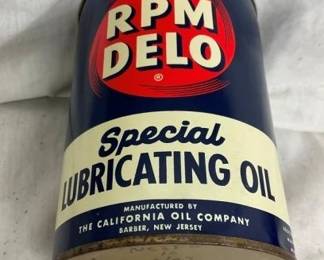 RPM
DELO
®
Special
LUBRICATING OIL
MANUFACTURED BY
THE CALIFORNIA OIL COMPANY
BARBER, NEW JERSEY